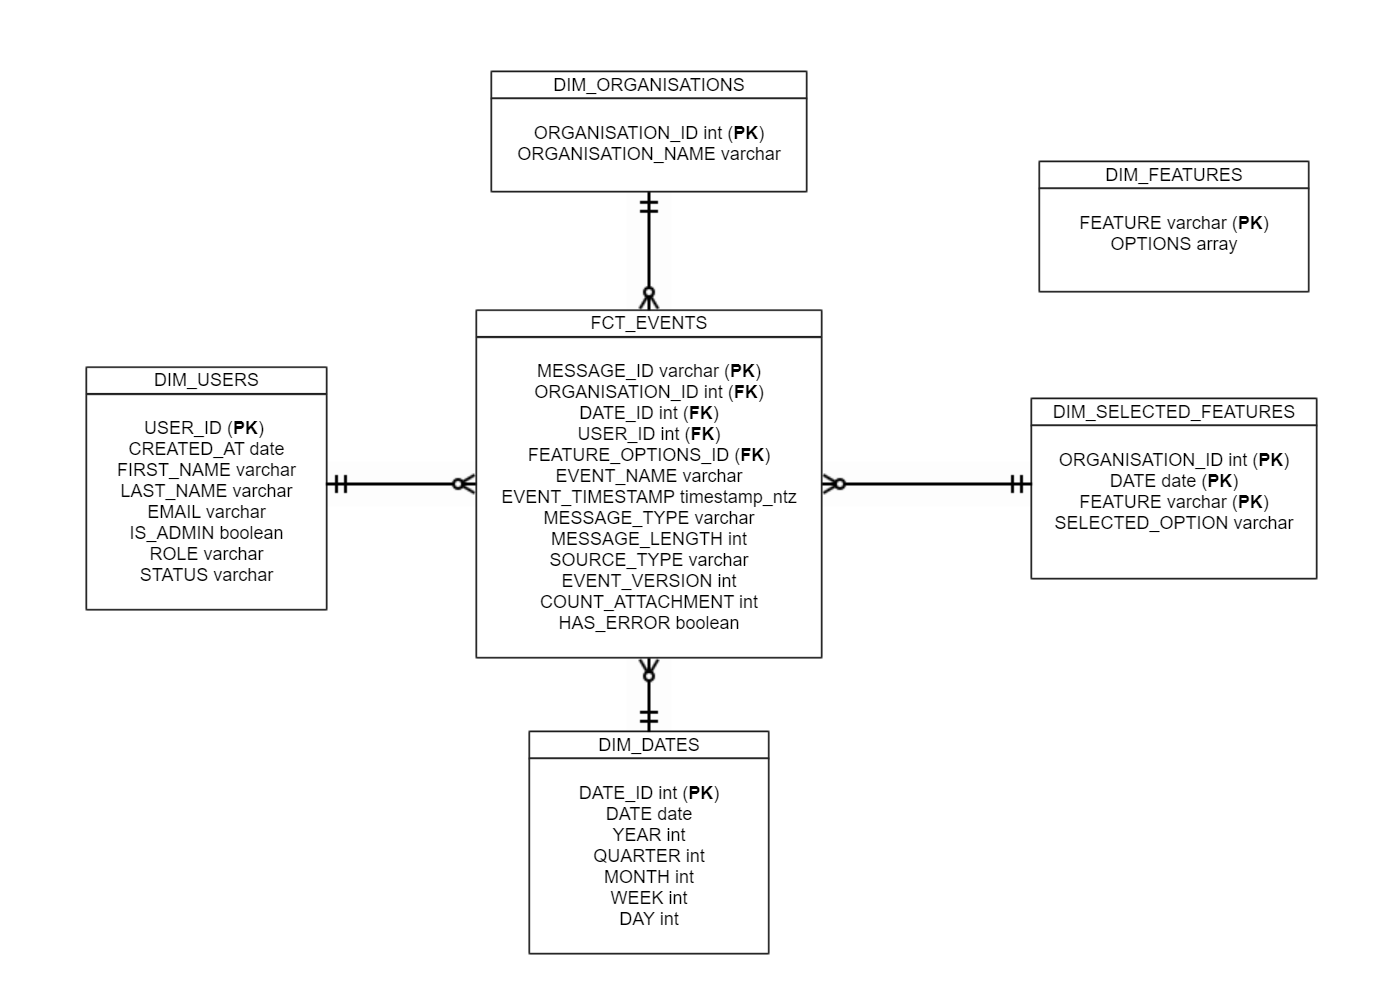 DIM_ORGANISATIONS
ORGANISATION_ID int (PK)
ORGANISATION_NAME varchar
DIM_FEATURES
FEATURE varchar (PK)
OPTIONS array
FCT_EVENTS
MESSAGE_ID varchar (PK)
ORGANISATION_ID int (FK)
DATE_ID int (FK)
USER_ID int (FK)
FEATURE_OPTIONS_ID (FK)
EVENT_NAME varchar
EVENT_TIMESTAMP timestamp_ntz
MESSAGE_TYPE varchar
MESSAGE_LENGTH int
SOURCE_TYPE varchar
EVENT_VERSION int
COUNT_ATTACHMENT int
HAS_ERROR boolean
DIM_USERS
USER_ID (PK)
CREATED_AT date
FIRST_NAME varchar
LAST_NAME varchar
EMAIL varchar
IS_ADMIN boolean
ROLE varchar
STATUS varchar
DIM_SELECTED_FEATURES
ORGANISATION_ID int (PK)
DATE date (PK)
FEATURE varchar (PK)
SELECTED_OPTION varchar
DIM_DATES
DATE_ID int (PK)
DATE date
YEAR int
QUARTER int
MONTH int
WEEK int
DAY int